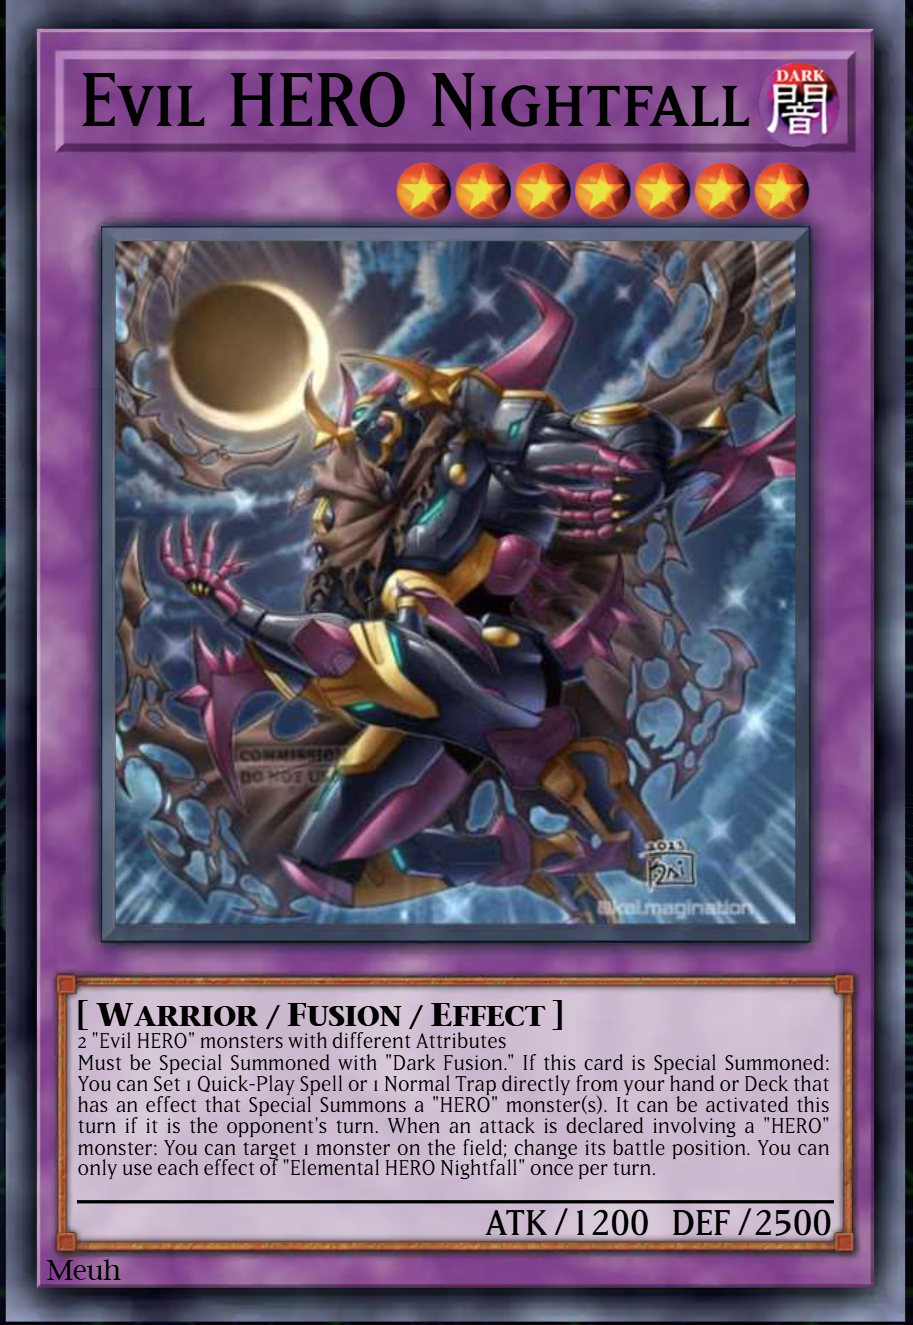 Evil HERO Nightfall
DARK
闇
COMMISSION
DO NOT US
2023
[ Warrior / Fusion / Effect ]
2 "Evil HERO" monsters with different Attributes
Must be Special Summoned with "Dark Fusion." If this card is Special Summoned:
You can Set 1 Quick-Play Spell or 1 Normal Trap directly from your hand or Deck that
has an effect that Special Summons a "HERO" monster(s). It can be activated this
turn if it is the opponent's turn. When an attack is declared involving a "HERO"
monster: You can target 1 monster on the field; change its battle position. You can
only use each effect of "Elemental HERO Nightfall" once per turn.
ATK/1200 DEF/2500
Meuh